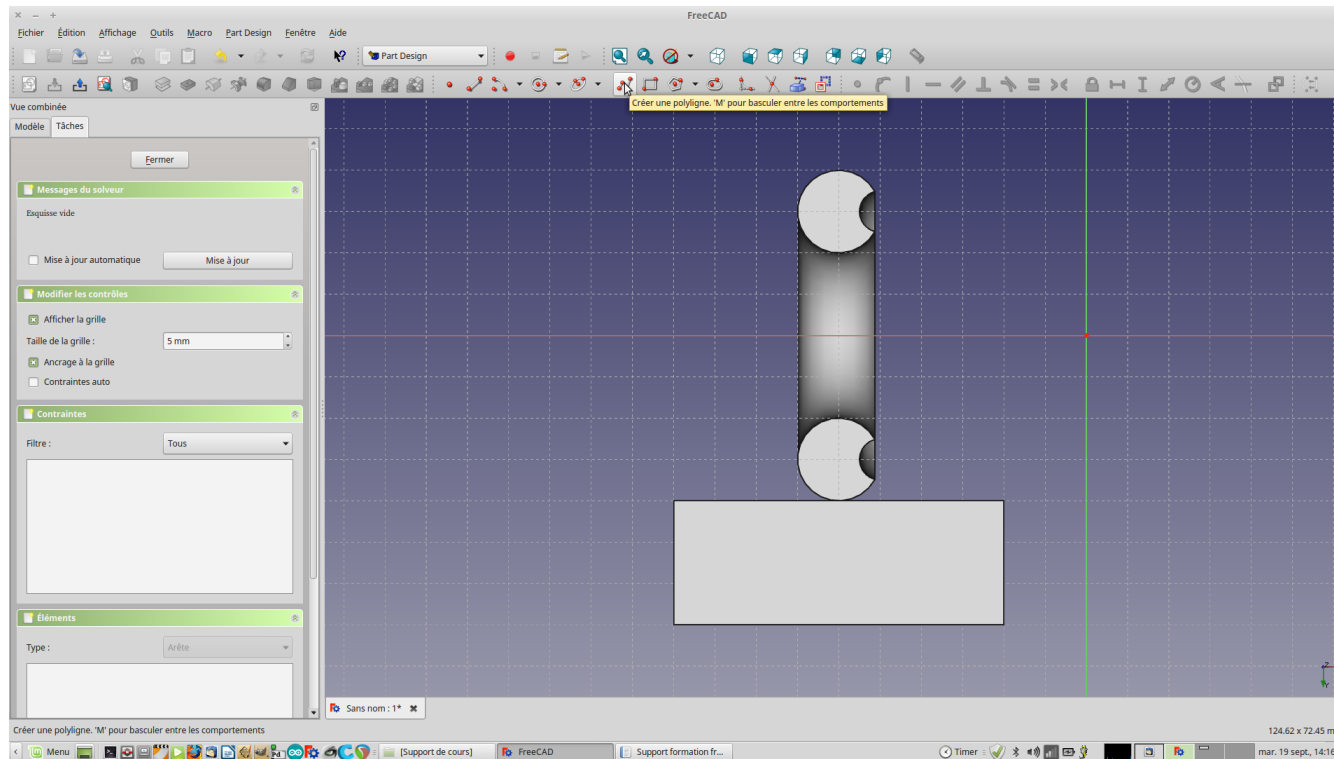 FreeCAD
Fichier Édition Affichage Outils Macro Part Design Fenêtre Aide
Part Design
Créer une polyligne. 'M' pour basculer entre les comportements
Vue combinée
Modèle Tâches
Fermer
Messages du solveur
Esquisse vide
Mise à jour automatique Mise à jour
Modifier les contrôles
Afficher la grille
Taille de la grille : 5 mm
Ancrage à la grille
Contraintes auto
Contraintes
Filtre : Tous
Éléments
Type : Arête
Z
Y
Sans nom : 1*
Créer une polyligne. 'M' pour basculer entre les comportements
124.62 x 72.45 m
Menu [Support de cours] FreeCAD Support formation fr... Timer mar. 19 sept., 14:16